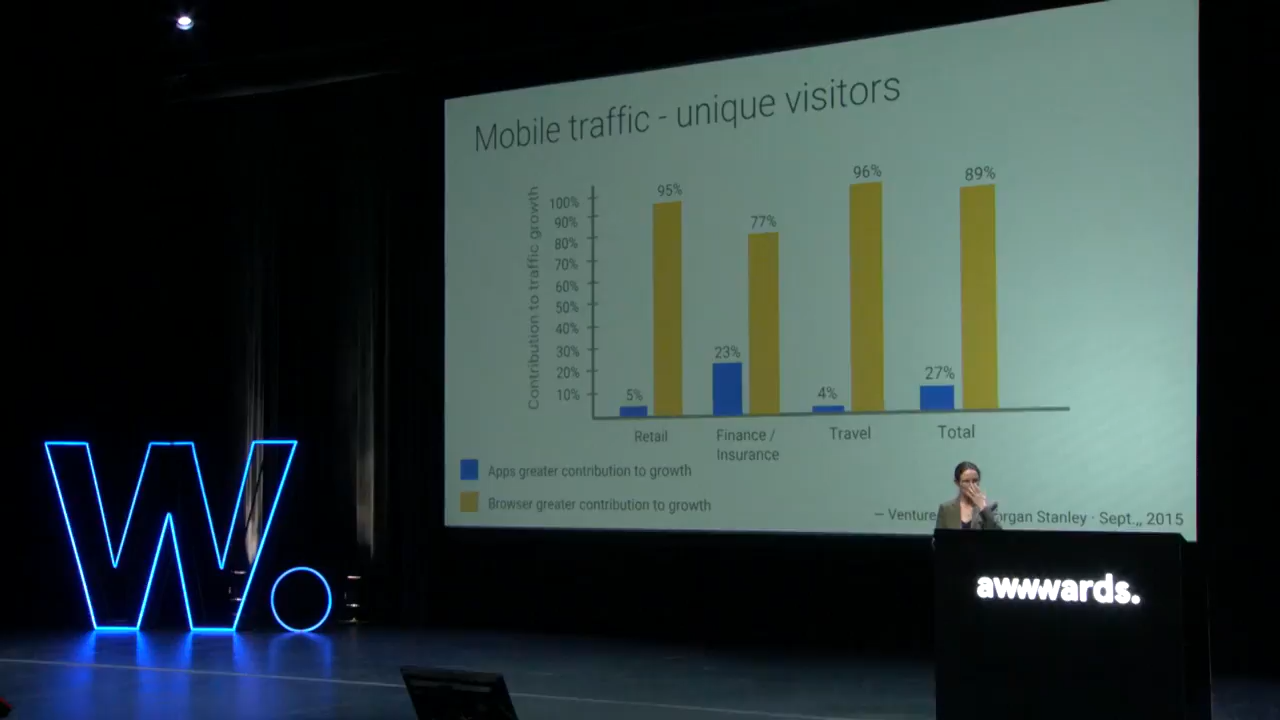 Mobile traffic - unique visitors
Contribution to traffic growth
100%
90%
80%
70%
60%
50%
40%
30%
20%
10%
5%
95%
23%
77%
4%
96%
27%
89%
Retail
Finance /
Insurance
Travel
Total
Apps greater contribution to growth
Browser greater contribution to growth
— Venture organ Stanley · Sept.,, 2015
W.
awwwards.